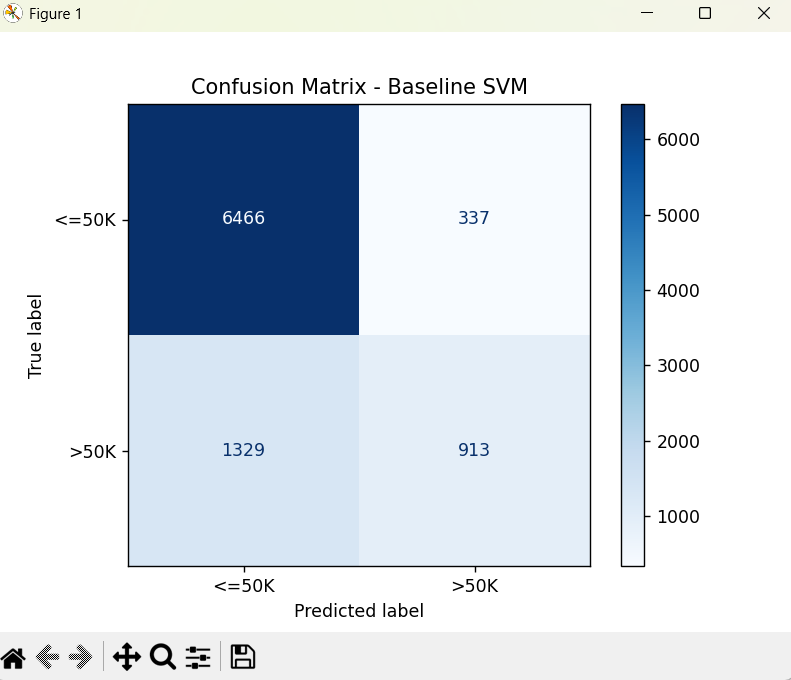 Figure 1
Confusion Matrix - Baseline SVM
True label
<=50K
6466
337
>50K
1329
913
<=50K
>50K
Predicted label
6000
5000
4000
3000
2000
1000